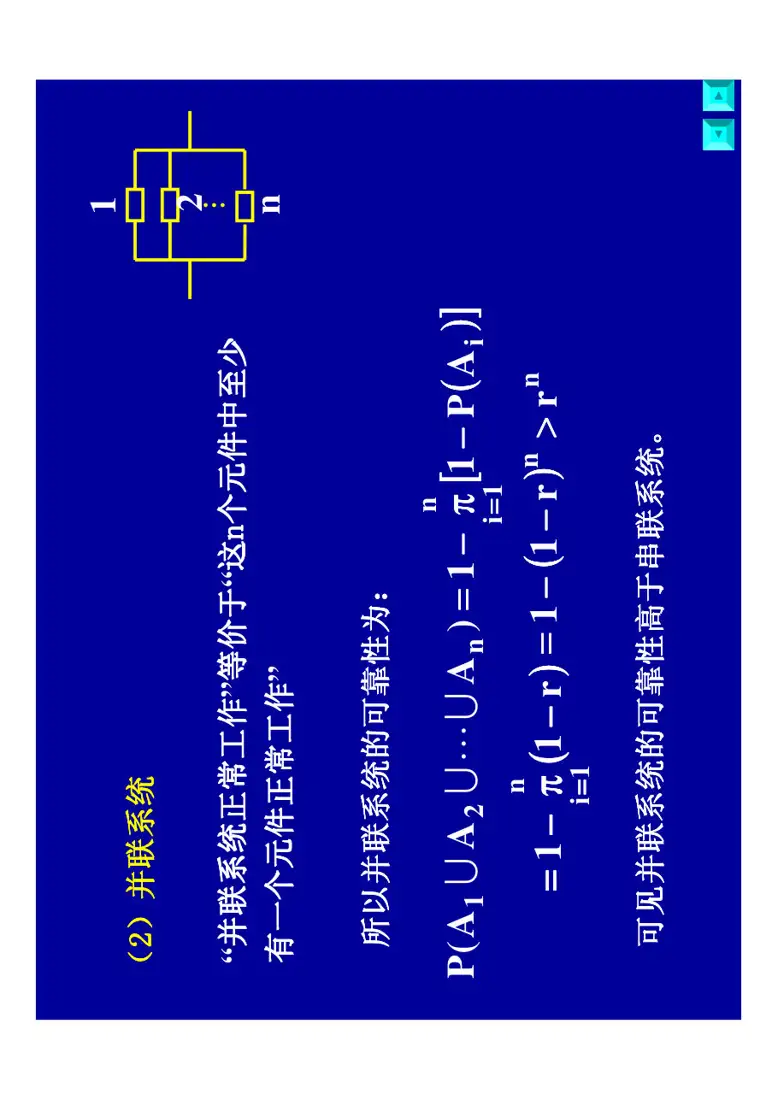 (2)并联系统
1
2
…
n
“并联系统正常工作”等价于“这n个元件中至少
有一个元件正常工作”
所以并联系统的可靠性为:
P(A₁⋃A₂⋃⋯⋃Aₙ)=1−π[1−P(Aᵢ)]
n
i=1
=1−π(1−r)=1−(1−r)ⁿ>rⁿ
n
i=1
可见并联系统的可靠性高于串联系统。